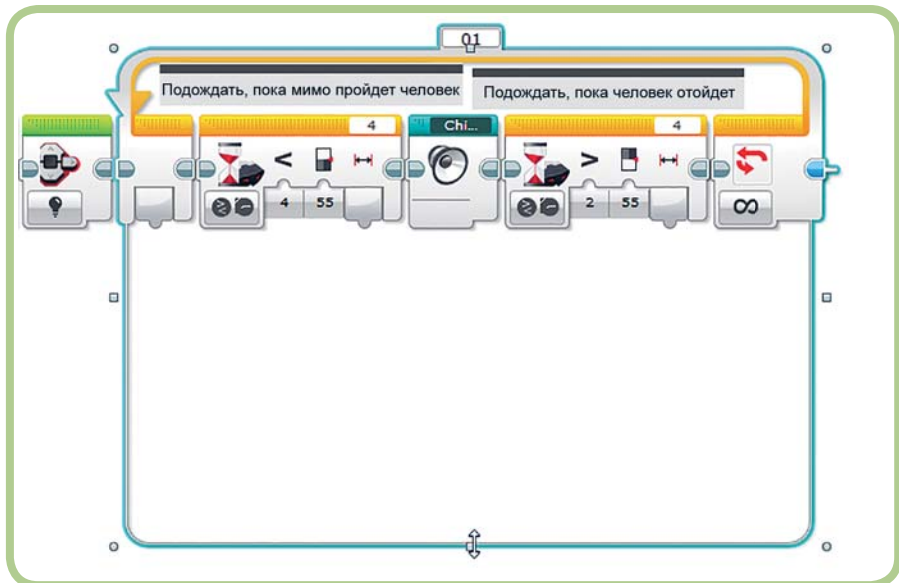 01
Подождать, пока мимо пройдет человек
Подождать, пока человек отойдет
4
Chi...
4
<
>
4 55
2 55
∞